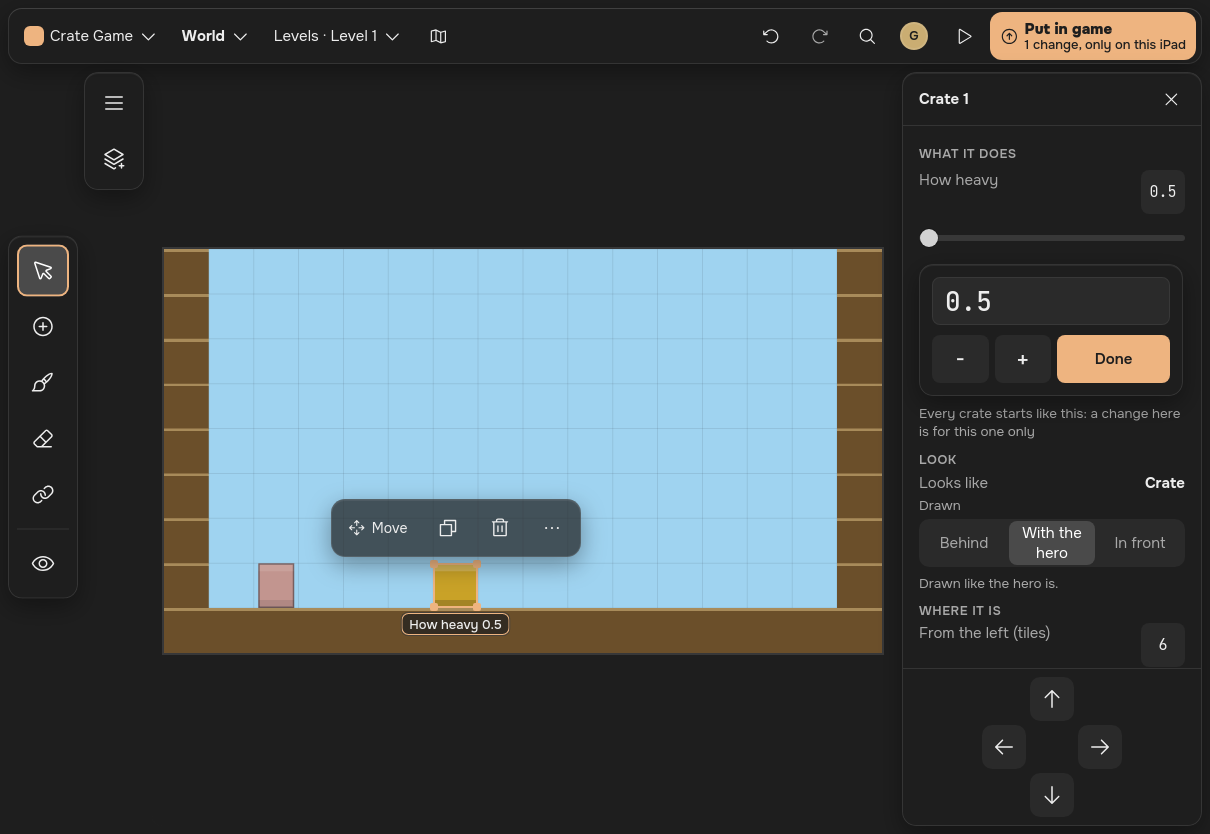 Crate Game
World
Levels · Level 1
G
Put in game
1 change, only on this iPad
Crate 1
WHAT IT DOES
How heavy
0.5
0.5
-
+
Done
Every crate starts like this: a change here
is for this one only
LOOK
Looks like
Crate
Drawn
Behind
With the
hero
In front
Drawn like the hero is.
WHERE IT IS
From the left (tiles)
6
Move
How heavy 0.5